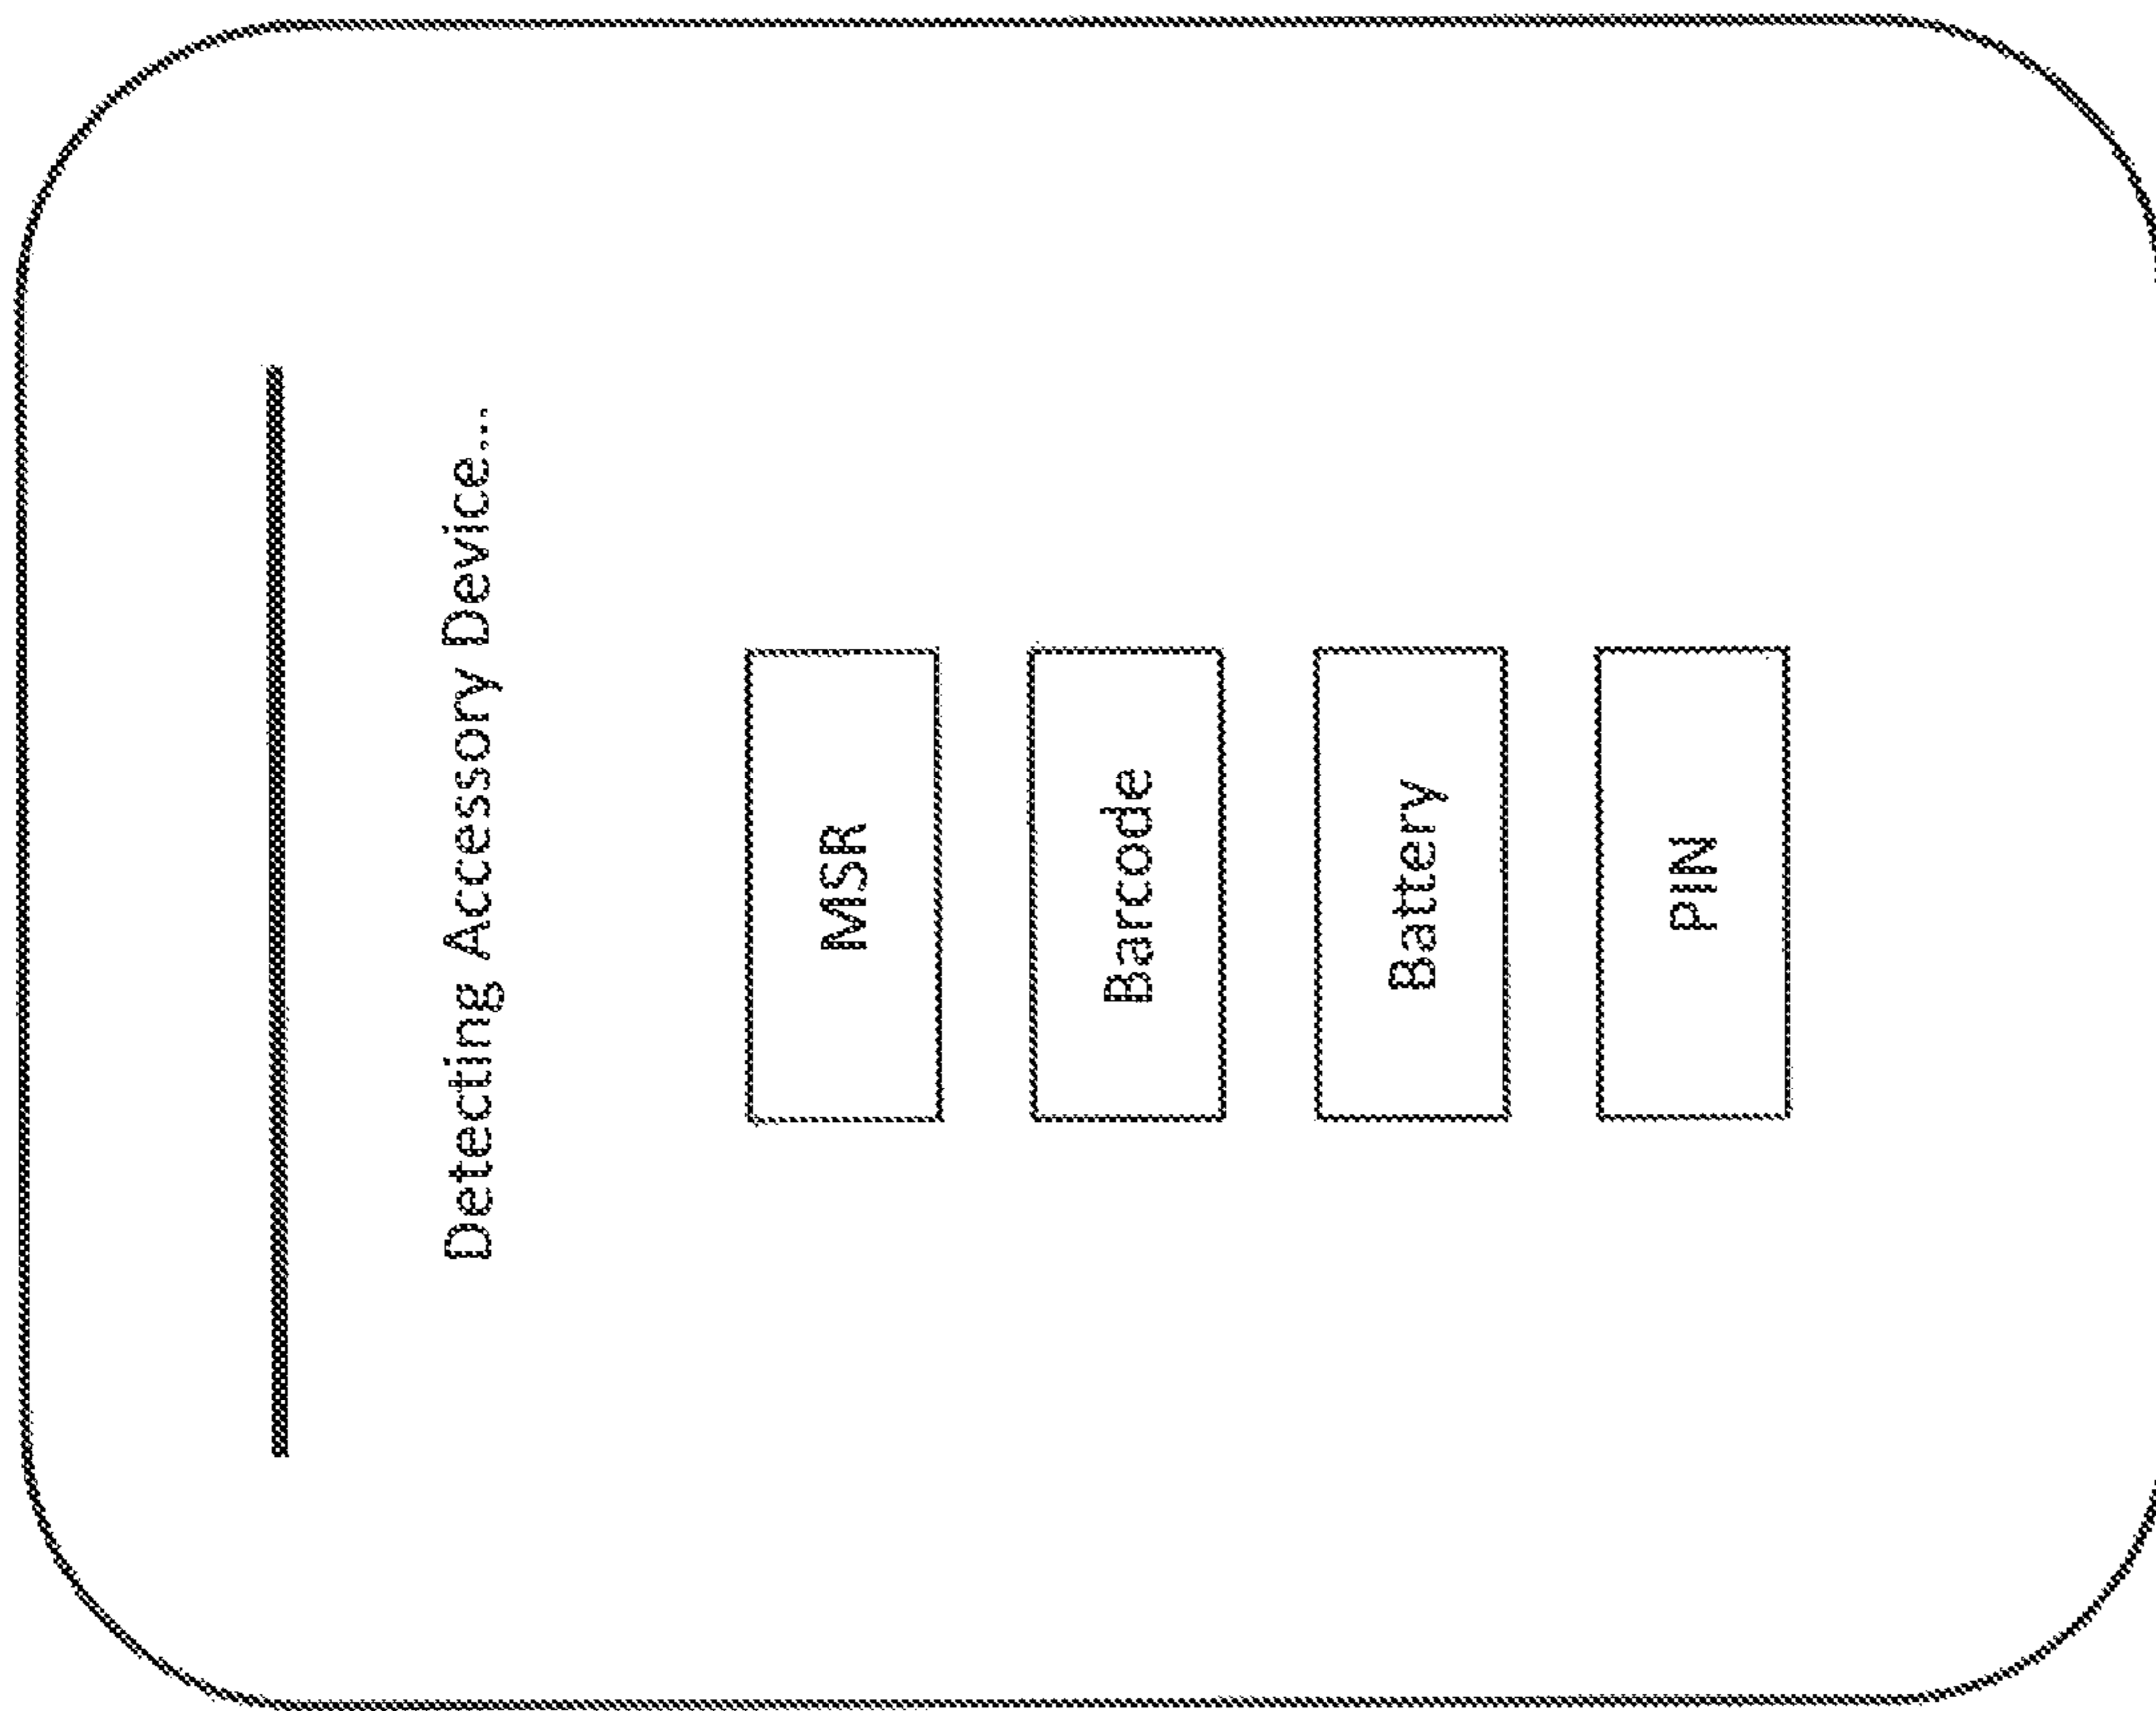 Detecting Accessory Device...
MSR
Barcode
Battery
PIN